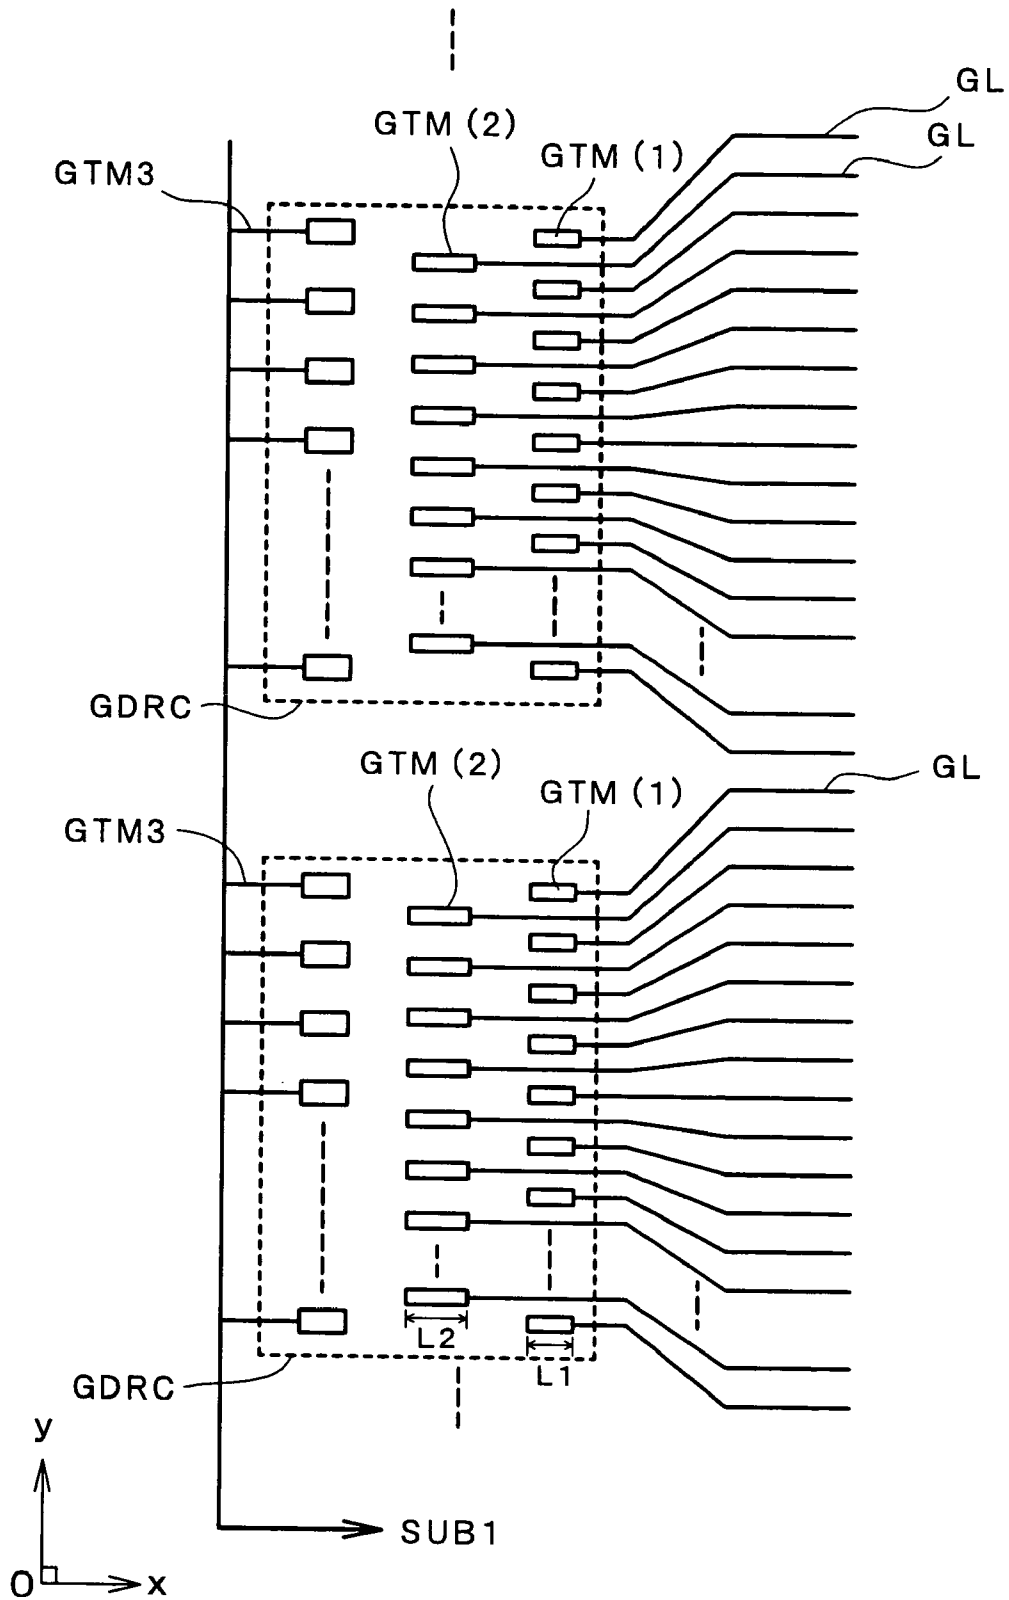 GL
GTM (2)
GL
GTM (1)
GTM3
GDRC
GTM (2)
GL
GTM (1)
GTM3
L2
L1
GDRC
y
SUB1
O
x